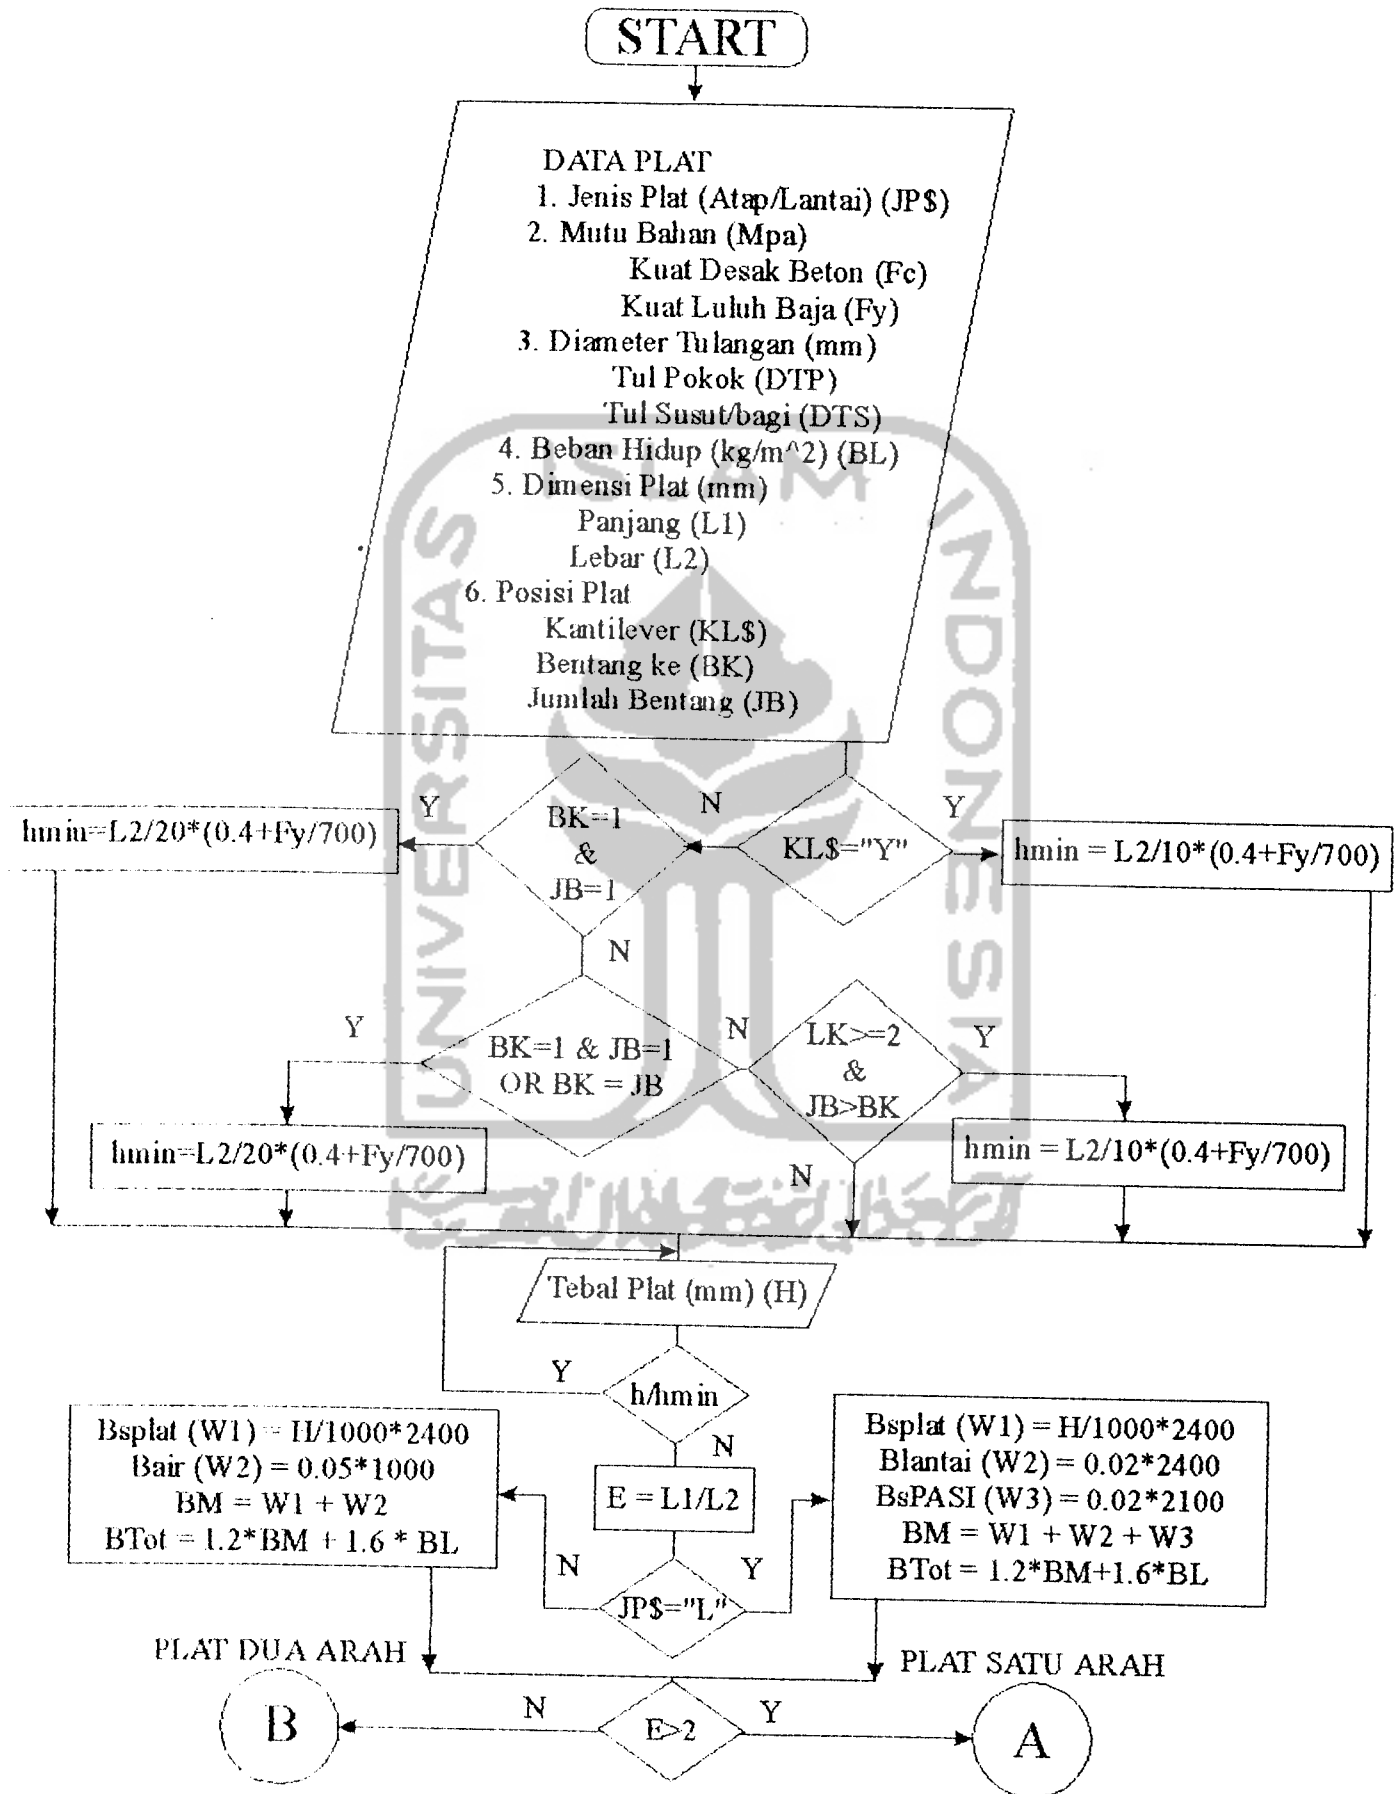 START
DATA PLAT
1. Jenis Plat (Atap/Lantai) (JP$)
2. Mutu Bahan (Mpa)
Kuat Desak Beton (Fc)
Kuat Luluh Baja (Fy)
3. Diameter Tulangan (mm)
Tul Pokok (DTP)
Tul Susut/bagi (DTS)
4. Beban Hidup (kg/m^2) (BL)
5. Dimensi Plat (mm)
Panjang (L1)
Lebar (L2)
6. Posisi Plat
Kantilever (KL$)
Bentang ke (BK)
Jumlah Bentang (JB)
UNIVERSITAS
ISLAM
INDONESIA
hmin=L2/20*(0.4+Fy/700)
Y
BK=1
&
JB=1
N
KL$="Y"
Y
hmin = L2/10*(0.4+Fy/700)
N
Y
BK=1 & JB=1
OR BK = JB
N
LK>=2
&
JB>BK
Y
hmin=L2/20*(0.4+Fy/700)
N
hmin = L2/10*(0.4+Fy/700)
Tebal Plat (mm) (H)
Y
h/hmin
N
Bsplat (W1) = H/1000*2400
Bair (W2) = 0.05*1000
BM = W1 + W2
BTot = 1.2*BM + 1.6 * BL
E = L1/L2
Bsplat (W1) = H/1000*2400
Blantai (W2) = 0.02*2400
BsPASI (W3) = 0.02*2100
BM = W1 + W2 + W3
BTot = 1.2*BM+1.6*BL
N
JP$="L"
Y
PLAT DUA ARAH
PLAT SATU ARAH
B
N
E>2
Y
A